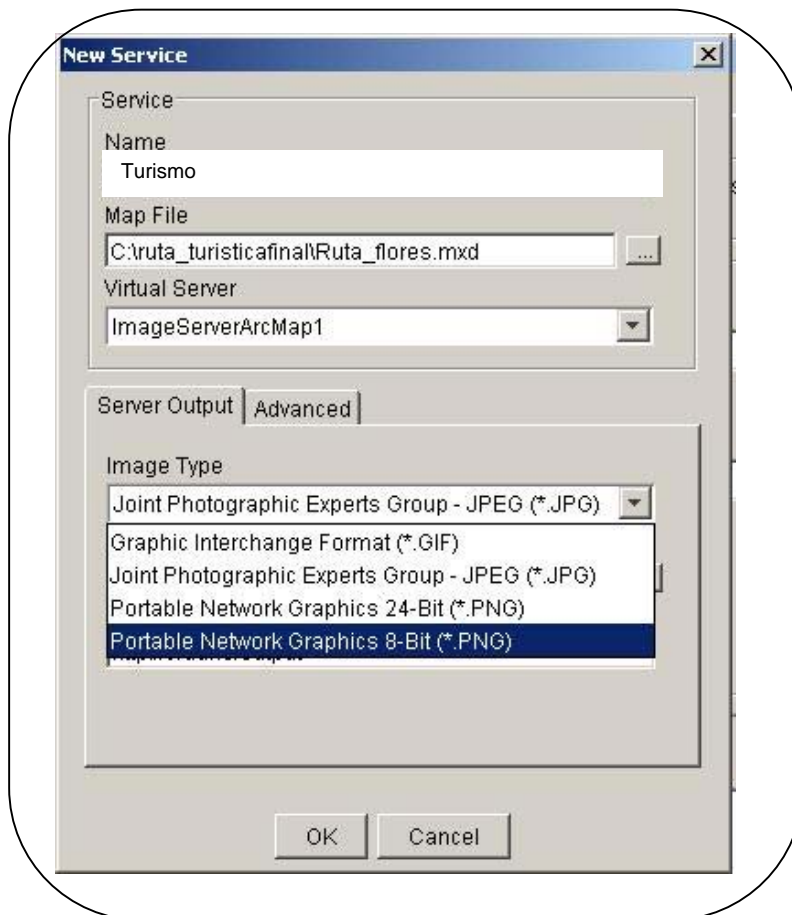 New Service
Service
Name
Turismo
Map File
C:\ruta_turisticafinal\Ruta_flores.mxd
...
Virtual Server
ImageServerArcMap1
Server Output
Advanced
Image Type
Joint Photographic Experts Group - JPEG (*.JPG)
Graphic Interchange Format (*.GIF)
Joint Photographic Experts Group - JPEG (*.JPG)
Portable Network Graphics 24-Bit (*.PNG)
Portable Network Graphics 8-Bit (*.PNG)
OK
Cancel